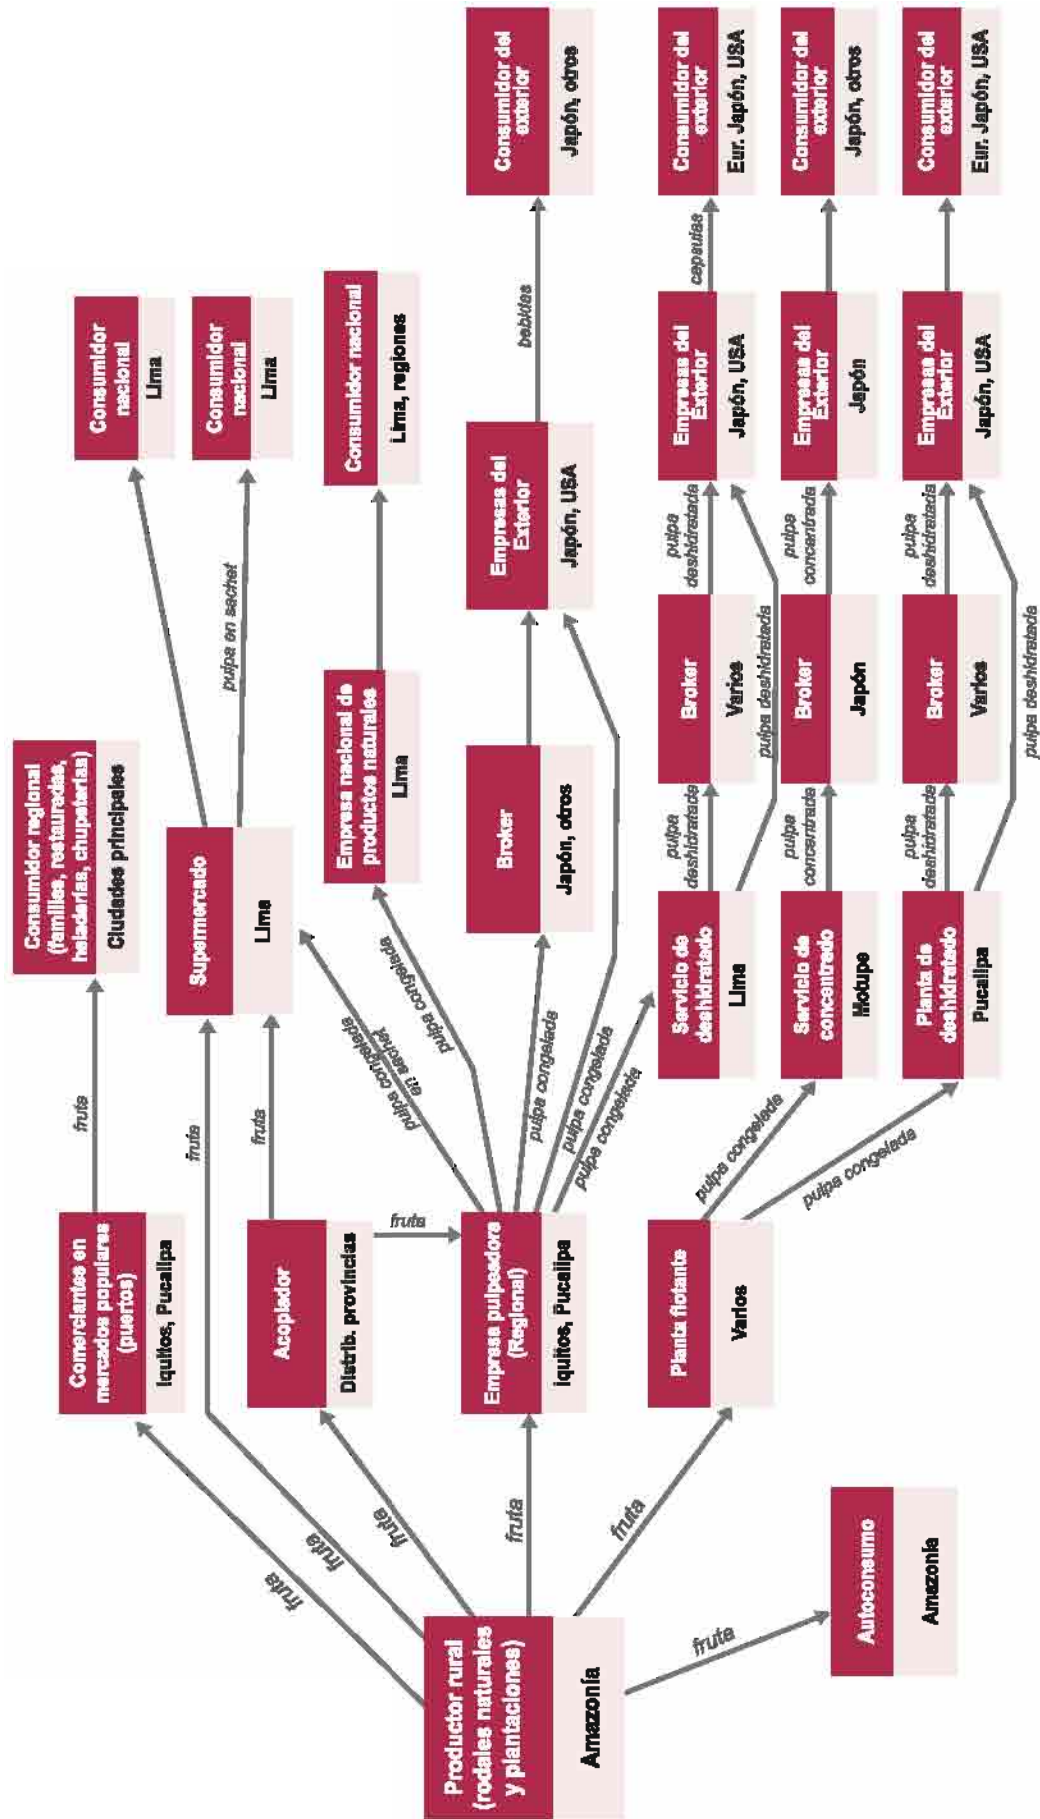 Productor rural
(rodales naturales
y plantaciones)
Amazonía
fruta
fruta
fruta
fruta
fruta
fruta
Comerciantes en
mercados populares
(puertos)
Iquitos, Pucallpa
Acopiador
Distrib. provincias
Empresa pulpeadora
(Regional)
Iquitos, Pucallpa
Planta flotante
Varios
Autoconsumo
Amazonía
fruta
fruta
fruta
fruta
pulpa congelada
en sachet
pulpa congelada
pulpa congelada
pulpa congelada
pulpa congelada
pulpa congelada
pulpa congelada
Consumidor regional
(families, restauradas,
heladerías, chupeterías)
Ciudades principales
Supermercado
Lima
Empresa nacional de
productos naturales
Lima
Broker
Japón, otros
Servicio de
deshidratado
Lima
Servicio de
concentrado
Motupe
Planta de
deshidratado
Pucallpa
pulpa
deshidratada
pulpa
concentrada
pulpa
deshidratada
Broker
Varios
pulpa deshidratada
Broker
Japón
Broker
Varios
pulpa deshidratada
pulpa
deshidratada
pulpa
concentrada
pulpa
deshidratada
pulpa en sachet
Consumidor
nacional
Lima
Consumidor
nacional
Lima
Consumidor nacional
Lima, regiones
Empresas del
Exterior
Japón, USA
Empresas del
Exterior
Japón, USA
Empresas del
Exterior
Japón
Empresas del
Exterior
Japón, USA
bebidas
capsulas
Consumidor del
exterior
Japón, otros
Consumidor del
exterior
Eur. Japón, USA
Consumidor del
exterior
Japón, otros
Consumidor del
exterior
Eur. Japón, USA